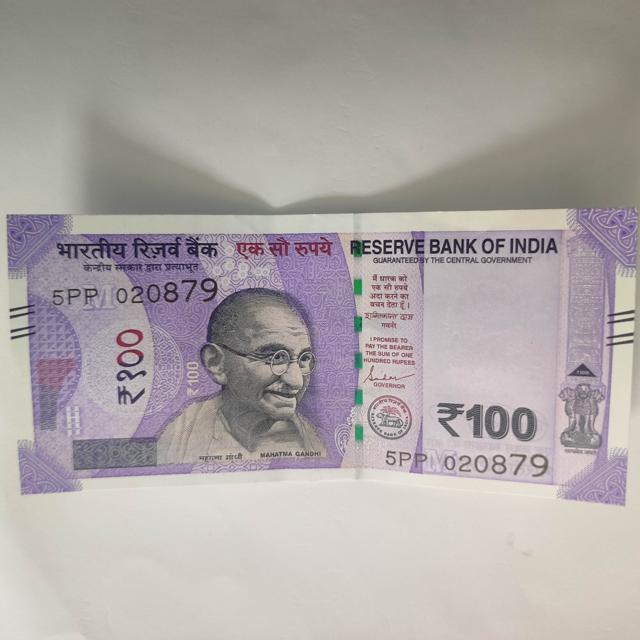 भारतीय रिज़र्व बैंक
केन्द्रीय सरकार द्वारा प्रत्याभूत
एक सौ रुपये
RESERVE BANK OF INDIA
GUARANTEED BY THE CENTRAL GOVERNMENT
5PP 020879
मैं धारक को
एक सौ रुपये
अदा करने का
वचन देता हूँ ।
गवर्नर
I PROMISE TO
PAY THE BEARER
THE SUM OF ONE
HUNDRED RUPEES
GOVERNOR
₹१००
₹100
₹100
महात्मा गांधी
MAHATMA GANDHI
5PP 020879